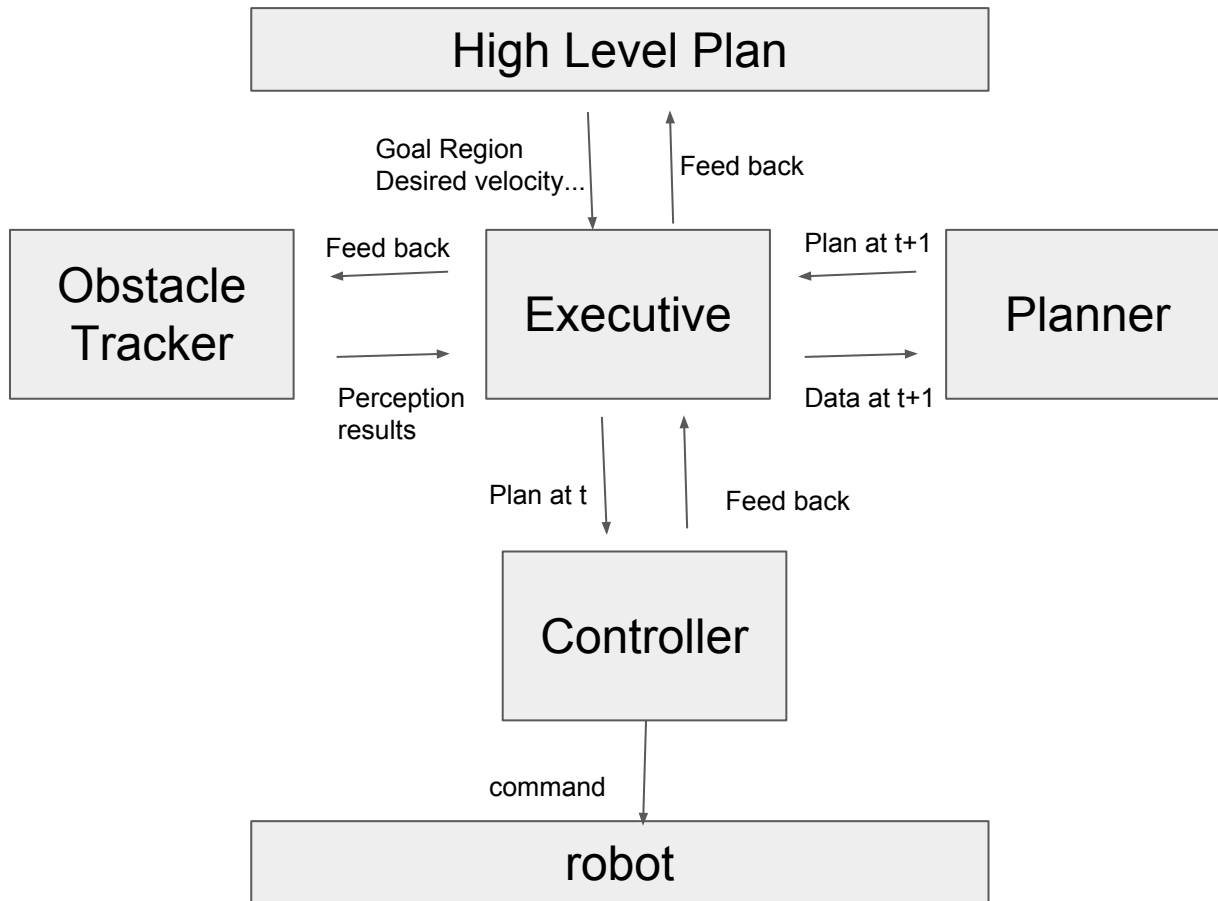 High Level Plan
Goal Region
Desired velocity...
Feed back
Feed back
Plan at t+1
Obstacle
Tracker
Executive
Planner
Perception
results
Data at t+1
Plan at t
Feed back
Controller
command
robot